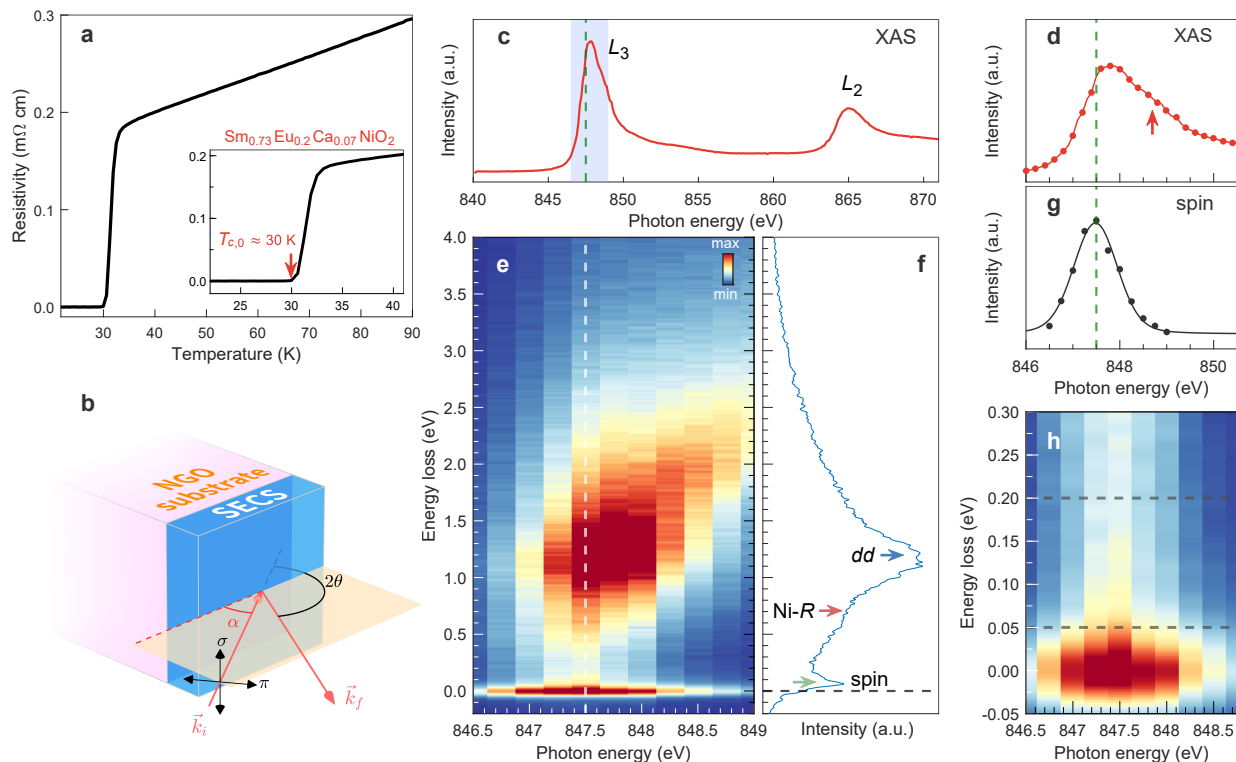 a
0.3
0.2
0.1
0.0
Resistivity (mΩ cm)
30 40 50 60 70 80 90
Temperature (K)
Sm0.73Eu0.2Ca0.07NiO2
0.2
0.1
0.0
Tc,0 ≈ 30 K
25 30 35 40
b
NGO
substrate
SECS
2θ
α
σ
π
k⃗i
k⃗f
c
XAS
L3
L2
Intensity (a.u.)
840 845 850 855 860 865 870
Photon energy (eV)
d
XAS
Intensity (a.u.)
g
spin
Intensity (a.u.)
846 848 850
Photon energy (eV)
e
max
min
4.0
3.5
3.0
2.5
2.0
1.5
1.0
0.5
0.0
Energy loss (eV)
846.5 847 847.5 848 848.5 849
Photon energy (eV)
f
dd
Ni-R
spin
Intensity (a.u.)
h
0.30
0.25
0.20
0.15
0.10
0.05
0.00
-0.05
Energy loss (eV)
846.5 847 847.5 848 848.5
Photon energy (eV)